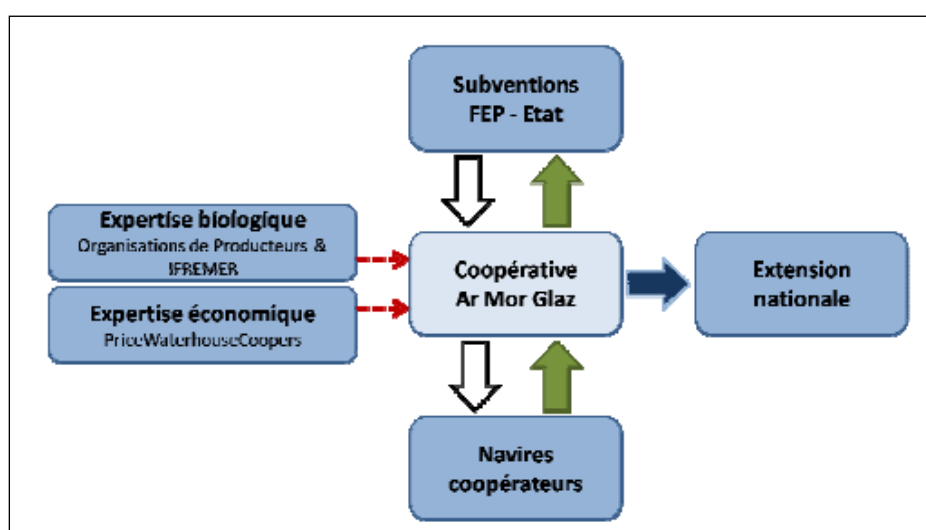 Subventions
FEP - Etat
Expertise biologique
Organisations de Producteurs &
IFREMER
Expertise économique
PriceWaterhouseCoopers
Coopérative
Ar Mor Glaz
Extension
nationale
Navires
coopérateurs